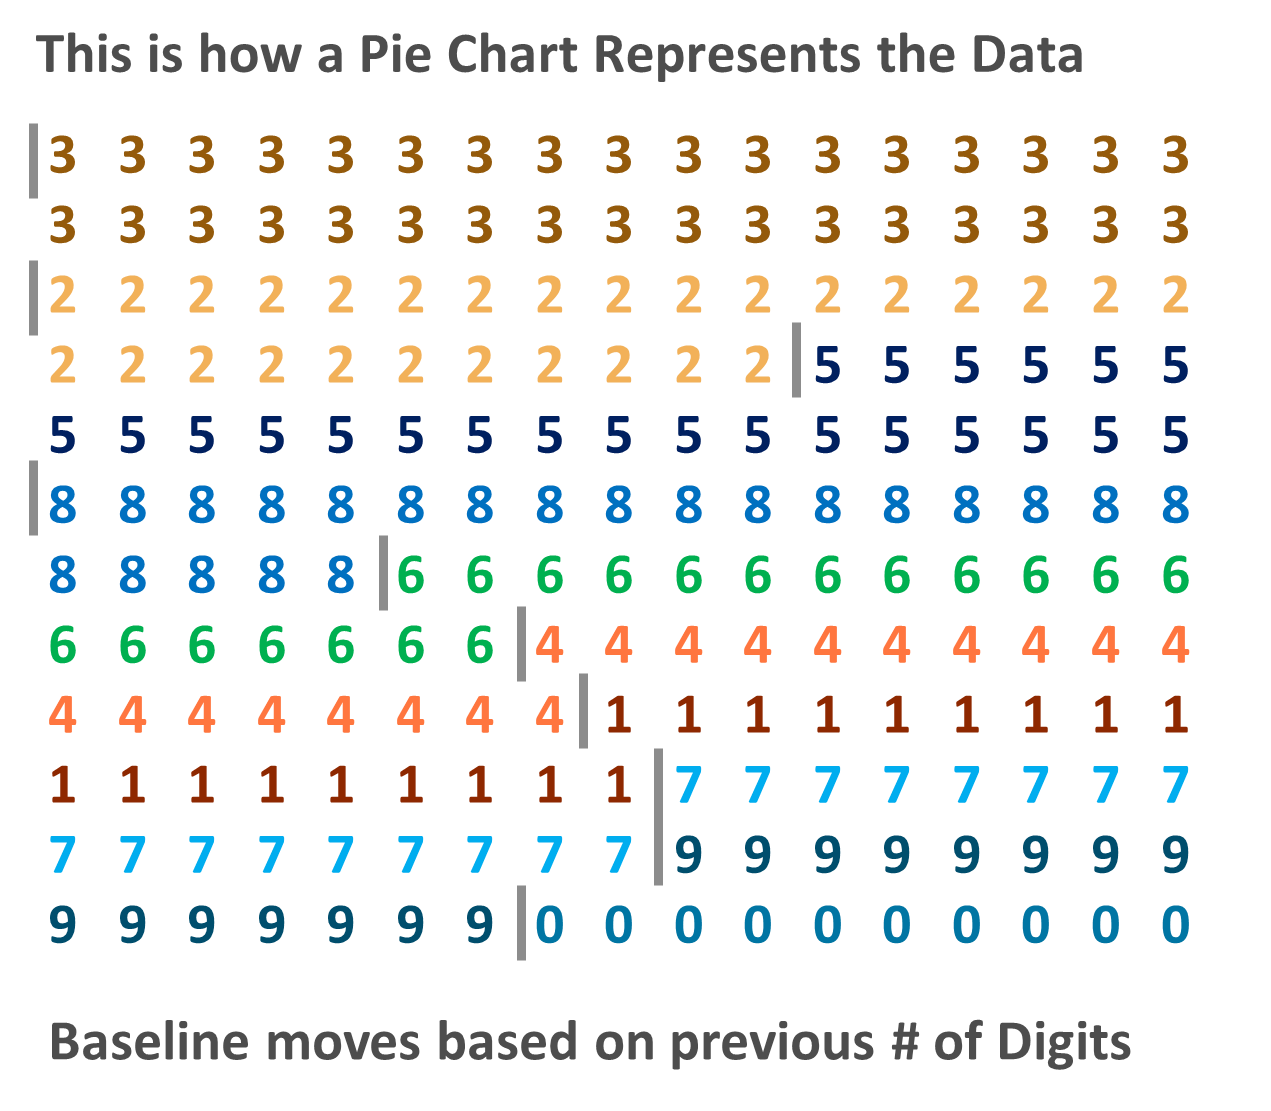 This is how a Pie Chart Represents the Data
3 3 3 3 3 3 3 3 3 3 3 3 3 3 3 3 3
3 3 3 3 3 3 3 3 3 3 3 3 3 3 3 3 3
2 2 2 2 2 2 2 2 2 2 2 2 2 2 2 2 2
2 2 2 2 2 2 2 2 2 2 2 5 5 5 5 5 5
5 5 5 5 5 5 5 5 5 5 5 5 5 5 5 5 5
8 8 8 8 8 8 8 8 8 8 8 8 8 8 8 8 8
8 8 8 8 8 6 6 6 6 6 6 6 6 6 6 6 6
6 6 6 6 6 6 6 4 4 4 4 4 4 4 4 4 4
4 4 4 4 4 4 4 4 1 1 1 1 1 1 1 1 1
1 1 1 1 1 1 1 1 1 7 7 7 7 7 7 7 7
7 7 7 7 7 7 7 7 7 9 9 9 9 9 9 9 9
9 9 9 9 9 9 9 0 0 0 0 0 0 0 0 0 0
Baseline moves based on previous # of Digits